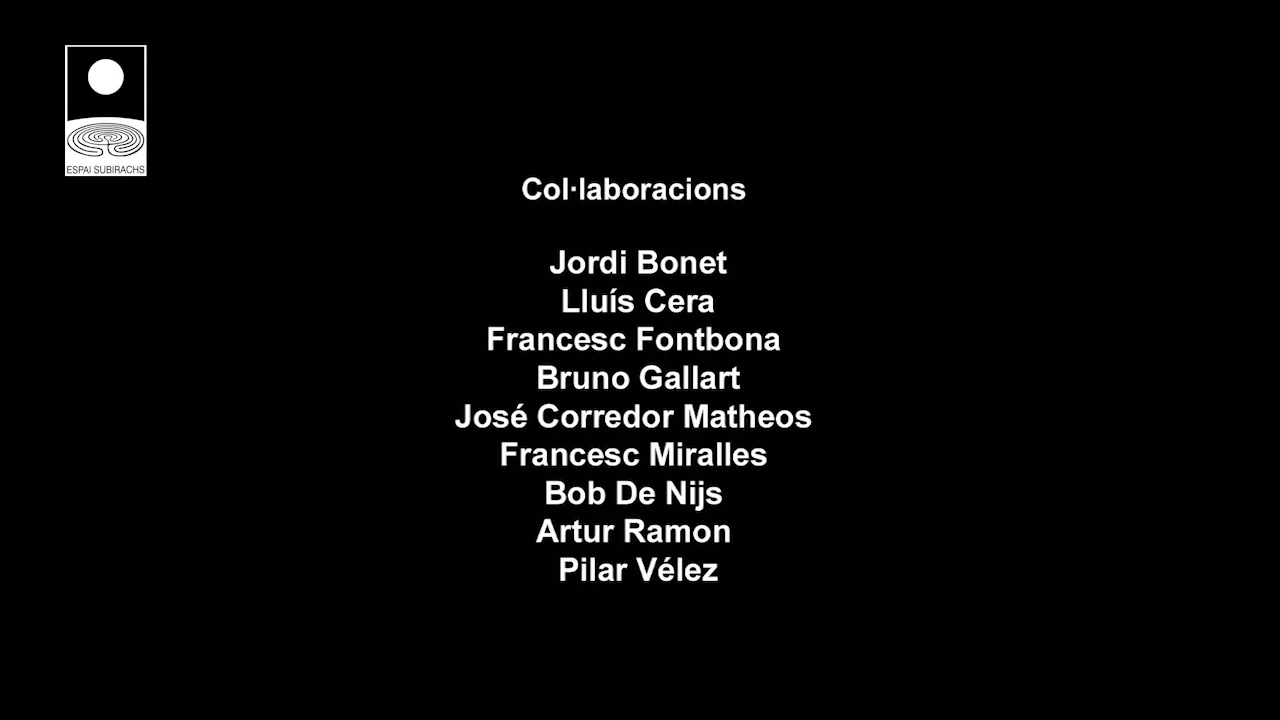 ESPAI SUBIRACHS
Col·laboracions
Jordi Bonet
Lluís Cera
Francesc Fontbona
Bruno Gallart
José Corredor Matheos
Francesc Miralles
Bob De Nijs
Artur Ramon
Pilar Vélez